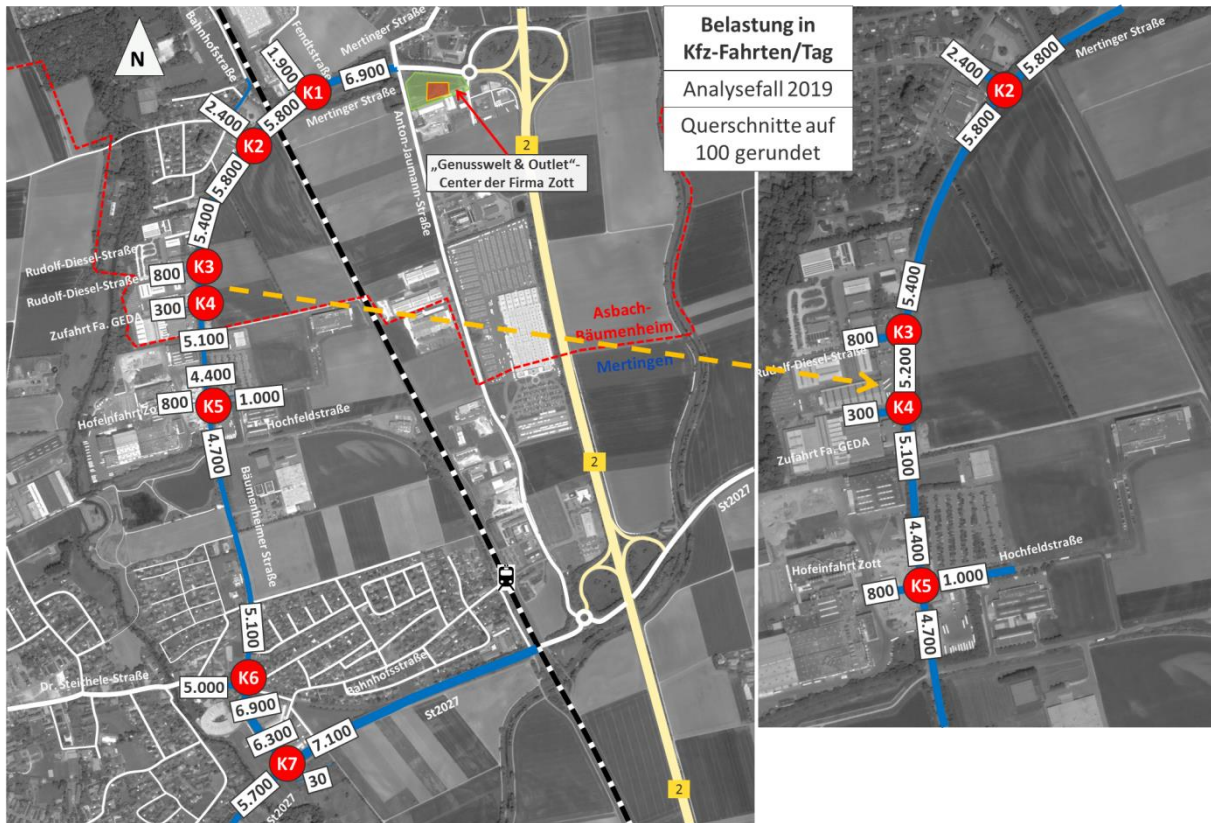 N
Bahnhofstraße
Fendtstraße
Mertinger Straße
1.900
K1
6.900
Mertinger Straße
2.400
5.800
K2
5.800
5.400
Anton-Jaumann-Straße
„Genusswelt & Outlet“-
Center der Firma Zott
2
Rudolf-Diesel-Straße
K3
800
Rudolf-Diesel-Straße
K4
300
Zufahrt Fa. GEDA
5.100
4.400
Asbach-
Bäumenheim
Mertingen
Hofeinfahrt Zott
800
K5
1.000
Hochfeldstraße
4.700
Bäumenheimer Straße
2
St2027
5.100
Dr. Steichele-Straße
5.000
K6
6.900
Bahnhofsstraße
6.300
7.100
St2027
K7
30
5.700
St2027
2
Belastung in
Kfz-Fahrten/Tag
Analysefall 2019
Querschnitte auf
100 gerundet
2.400
K2
5.800
Mertinger Straße
5.800
5.400
K3
800
Rudolf-Diesel-Straße
5.200
K4
300
Zufahrt Fa. GEDA
5.100
4.400
Hochfeldstraße
Hofeinfahrt Zott
800
K5
1.000
4.700